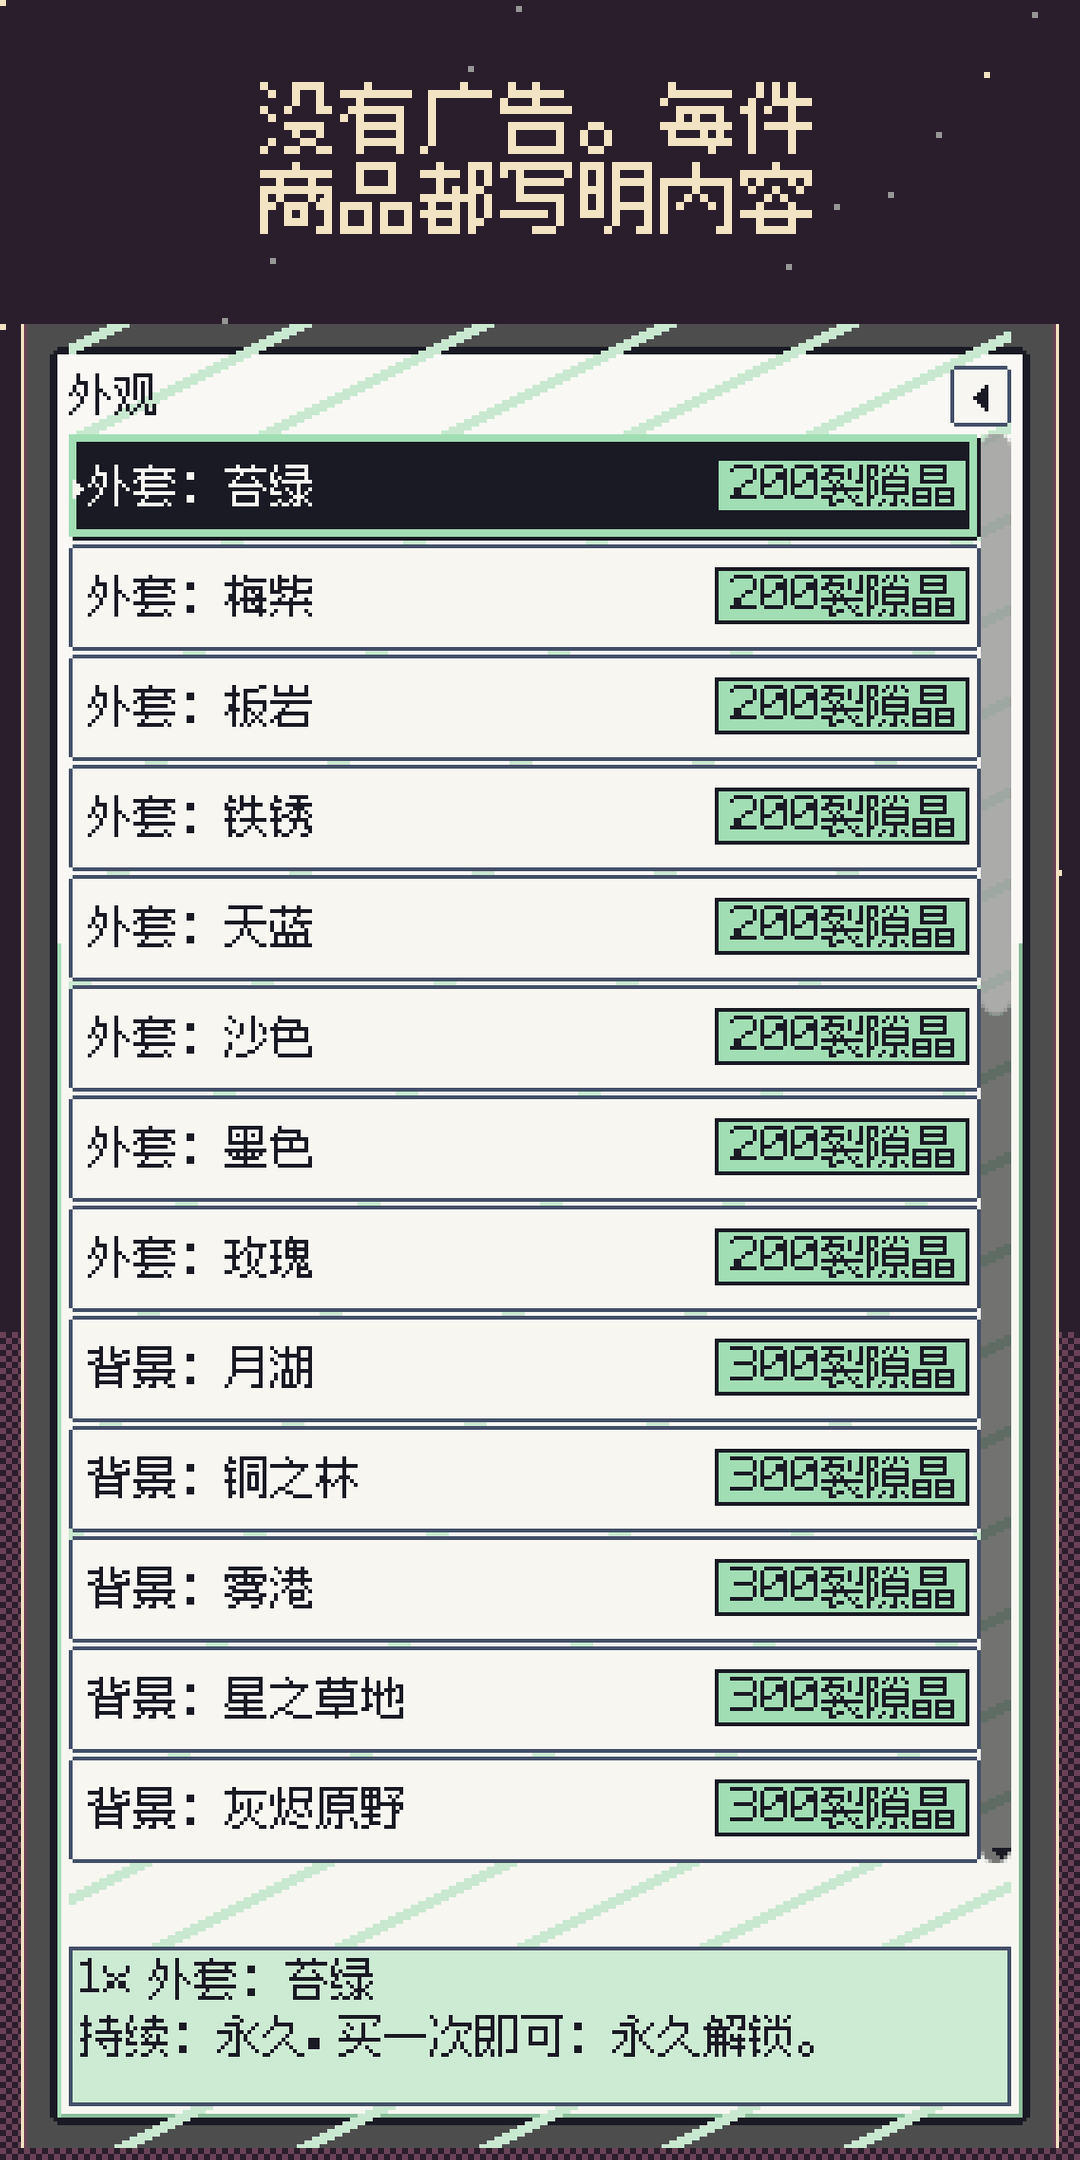 没有广告。每件
商品都写明内容
外观
外套：苔绿 200裂隙晶
外套：梅紫 200裂隙晶
外套：板岩 200裂隙晶
外套：铁锈 200裂隙晶
外套：天蓝 200裂隙晶
外套：沙色 200裂隙晶
外套：墨色 200裂隙晶
外套：玫瑰 200裂隙晶
背景：月湖 300裂隙晶
背景：铜之林 300裂隙晶
背景：雾港 300裂隙晶
背景：星之草地 300裂隙晶
背景：灰烬原野 300裂隙晶
1x 外套：苔绿
持续：永久▪买一次即可：永久解锁。